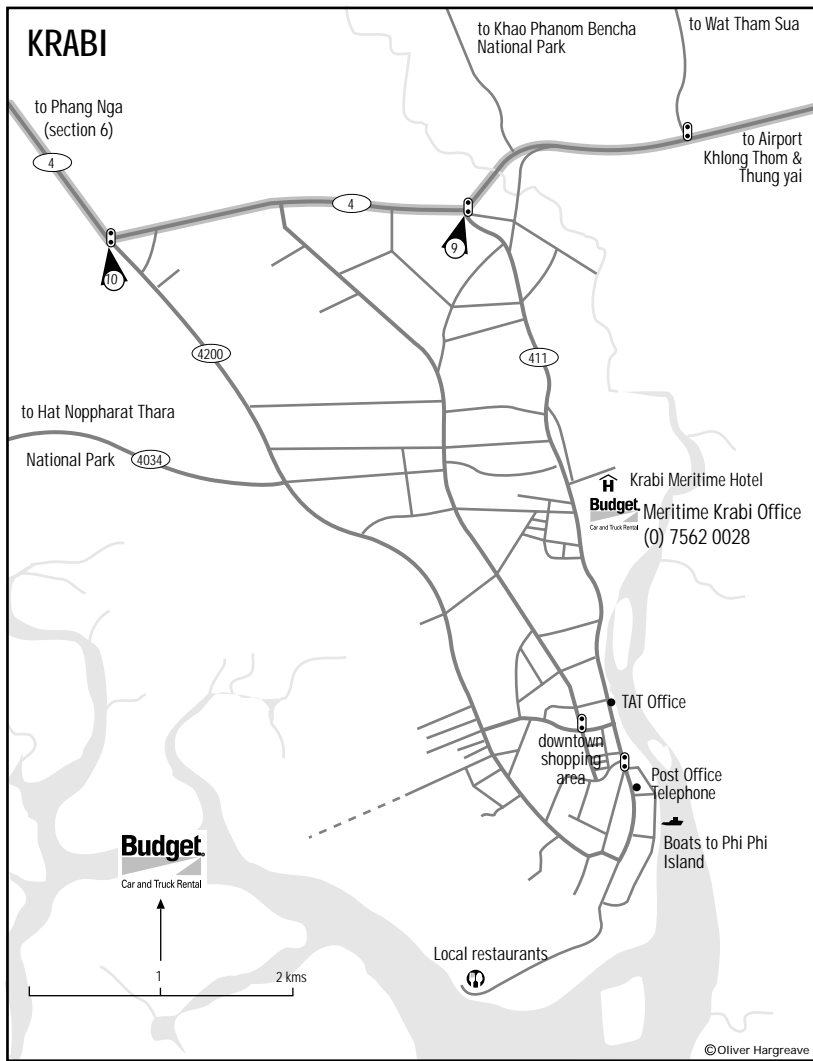 KRABI
to Khao Phanom Bencha
National Park
to Wat Tham Sua
to Phang Nga
(section 6)
4
to Airport
Khlong Thom &
Thung yai
4
9
10
4200
411
to Hat Noppharat Thara
National Park
4034
H
Krabi Meritime Hotel
Budget
Car and Truck Rental
Meritime Krabi Office
(0) 7562 0028
TAT Office
downtown
shopping
area
Post Office
Telephone
Boats to Phi Phi
Island
Budget
Car and Truck Rental
Local restaurants
1
2 kms
©Oliver Hargreave